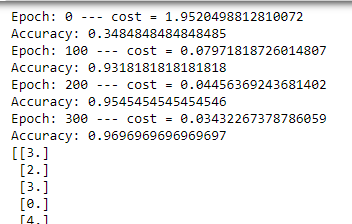 Epoch: 0 --- cost = 1.9520498812810072
Accuracy: 0.3484848484848485
Epoch: 100 --- cost = 0.07971818726014807
Accuracy: 0.9318181818181818
Epoch: 200 --- cost = 0.04456369243681402
Accuracy: 0.9545454545454546
Epoch: 300 --- cost = 0.03432267378786059
Accuracy: 0.9696969696969697
[[3.]
[2.]
[3.]
[0.]
[4.]